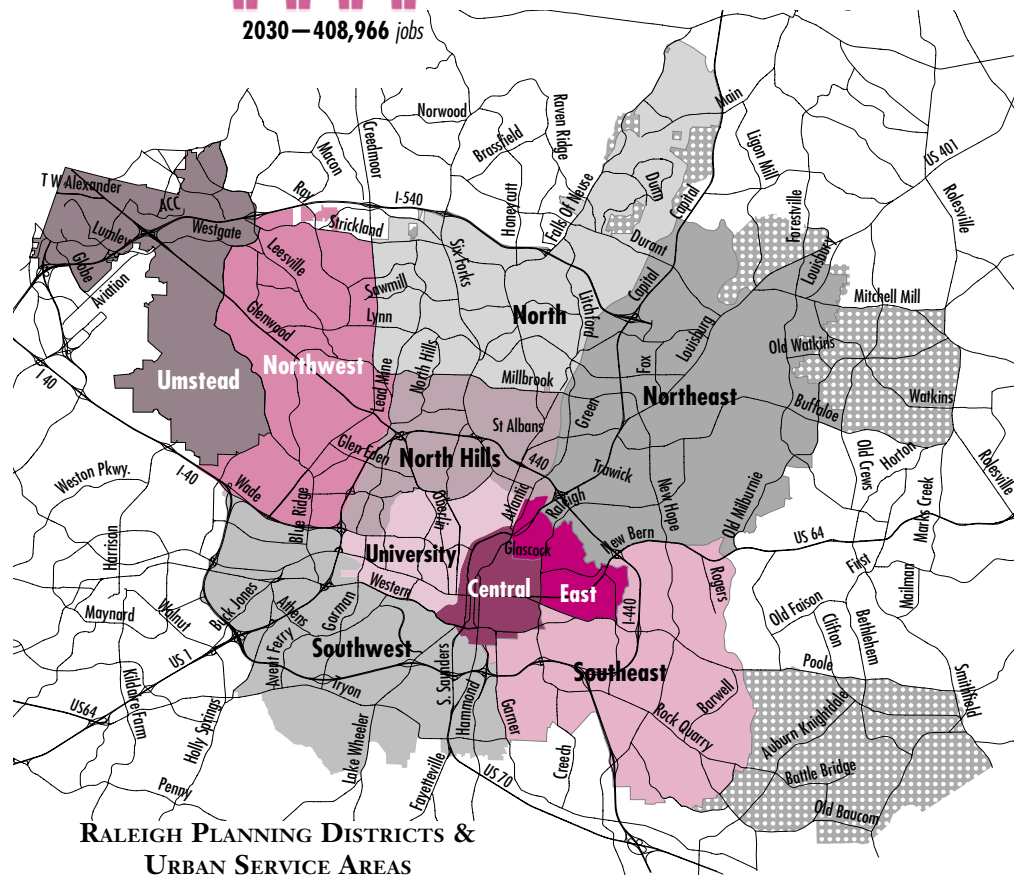 2030—408,966 jobs
Norwood
Raven Ridge
Main
Creedmoor
Brassfield
Macon
Ligon Mill
US 401
T W Alexander
Ray
I-540
Honeycutt
Falls Of Neuse
Durn
Capital
Rolesville
ACC
Strickland
Forestville
Lumley
Westgate
Leesville
Six Forks
Durant
Louisbury
Globe
Aviation
Sawmill
Capital
Mitchell Mill
Glenwood
Lynn
North
Litchford
Louisburg
Old Watkins
I 40
Umstead
Northwest
Lead Mine
North Hills
Millbrook
Fox
Northeast
Watkins
Buffaloe
St Albans
Green
Glen Eden
North Hills
440
Trawick
Old Crews
Horton
Rolesville
Weston Pkwy.
I-40
Wade
Blue Ridge
Oberlin
Atlantic
Raleigh
New Hope
Old Milburnie
Marks Creek
Harrison
University
Glascock
New Bern
US 64
First
Western
Central
East
Rogers
Mailman
Maynard
Walnut
Buck Jones
Athens
Gorman
I-440
Old Faison
Clifton
Bethlehem
US 1
Avent Ferry
Southwest
Southeast
Poole
Smithfield
Kildaire Farm
Tryon
S. Saunders
Hammond
Garner
Barwell
US64
Holly Springs
Rock Quarry
Auburn Knightdale
Lake Wheeler
Creech
Battle Bridge
Penny
Fayetteville
US 70
Old Baucom
Raleigh Planning Districts &
Urban Service Areas